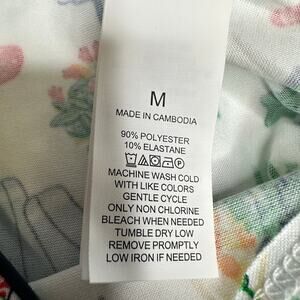 M
MADE IN CAMBODIA
90% POLYESTER
10% ELASTANE
MACHINE WASH COLD
WITH LIKE COLORS
GENTLE CYCLE
ONLY NON CHLORINE
BLEACH WHEN NEEDED
TUMBLE DRY LOW
REMOVE PROMPTLY
LOW IRON IF NEEDED